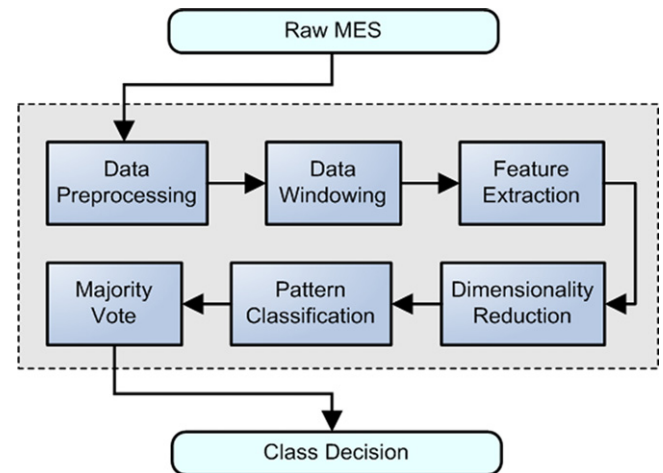 Raw MES
Data
Preprocessing
Data
Windowing
Feature
Extraction
Majority
Vote
Pattern
Classification
Dimensionality
Reduction
Class Decision